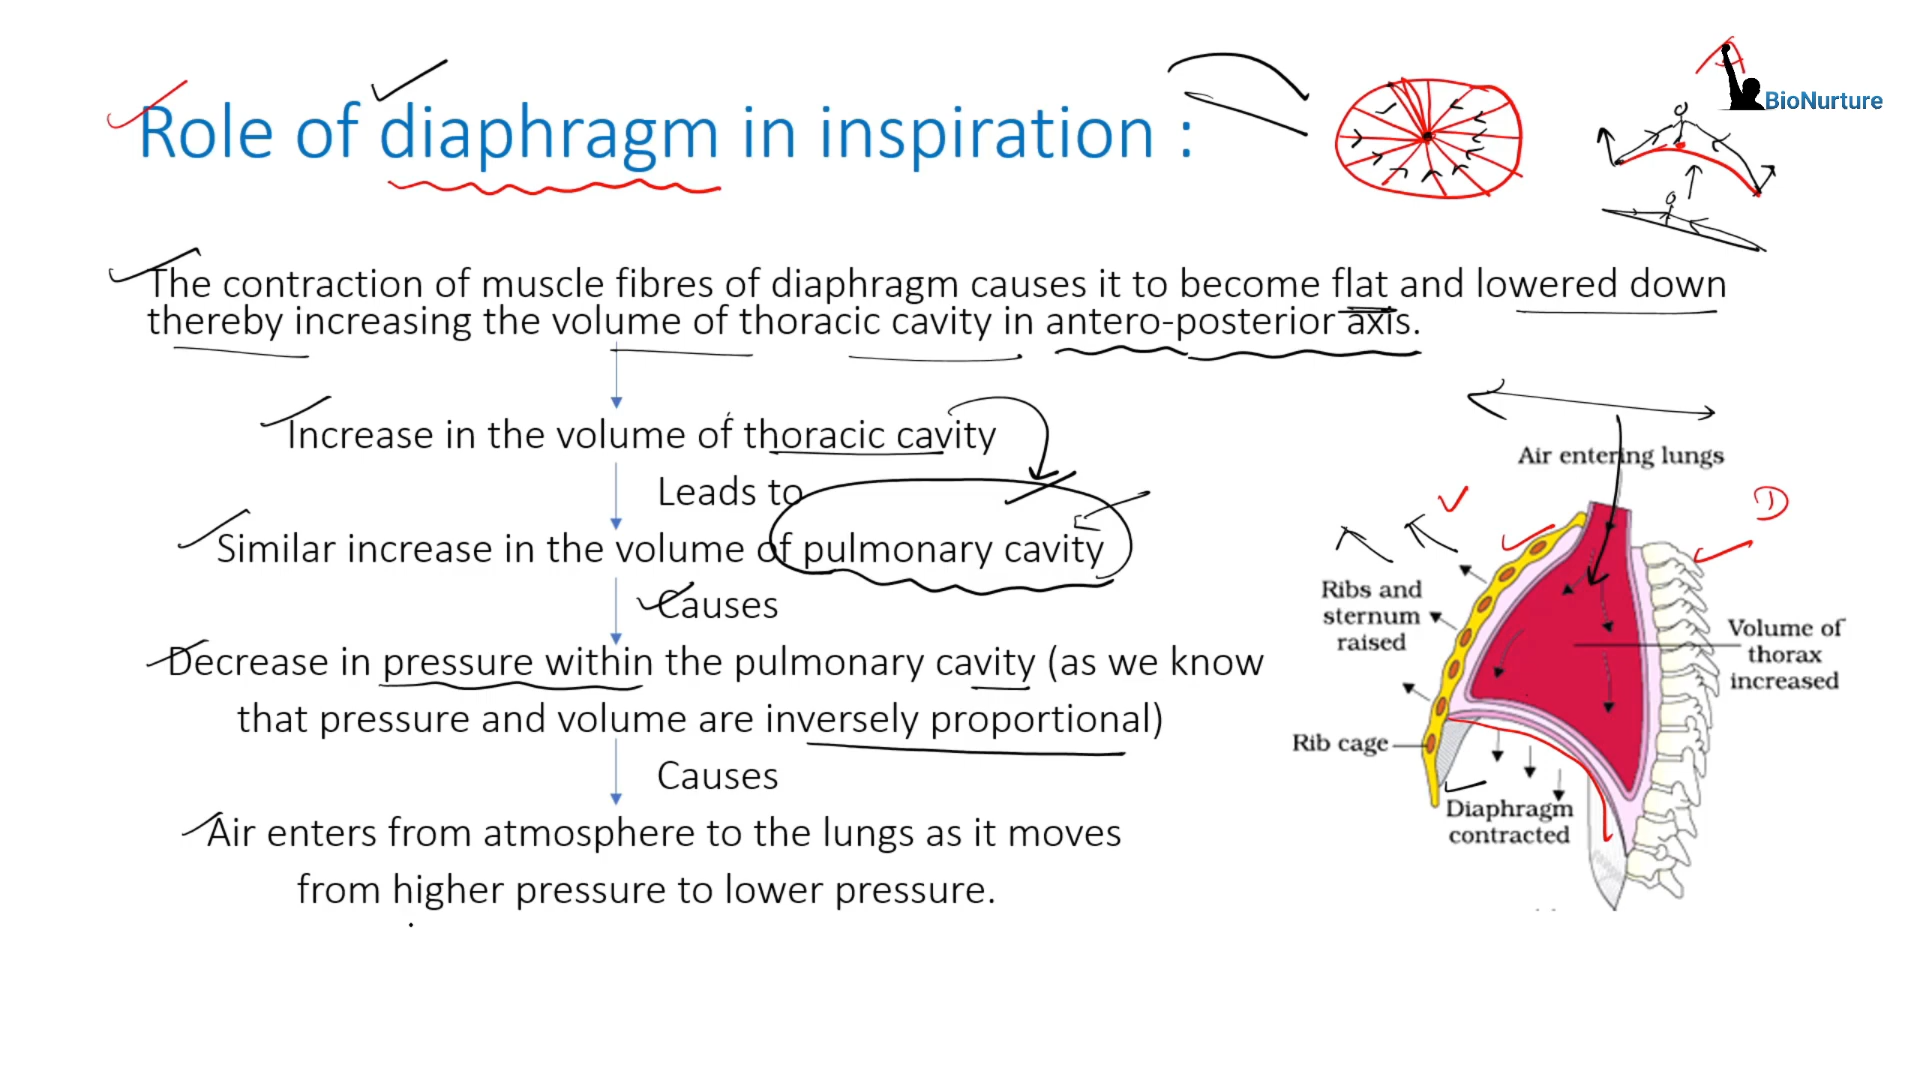 BioNurture
Role of diaphragm in inspiration :
The contraction of muscle fibres of diaphragm causes it to become flat and lowered down
thereby increasing the volume of thoracic cavity in antero-posterior axis.
Increase in the volume of thoracic cavity
Leads to
Similar increase in the volume of pulmonary cavity
Causes
Decrease in pressure within the pulmonary cavity (as we know
that pressure and volume are inversely proportional)
Causes
Air enters from atmosphere to the lungs as it moves
from higher pressure to lower pressure.
Air entering lungs
Ribs and
sternum
raised
Volume of
thorax
increased
Rib cage
Diaphragm
contracted